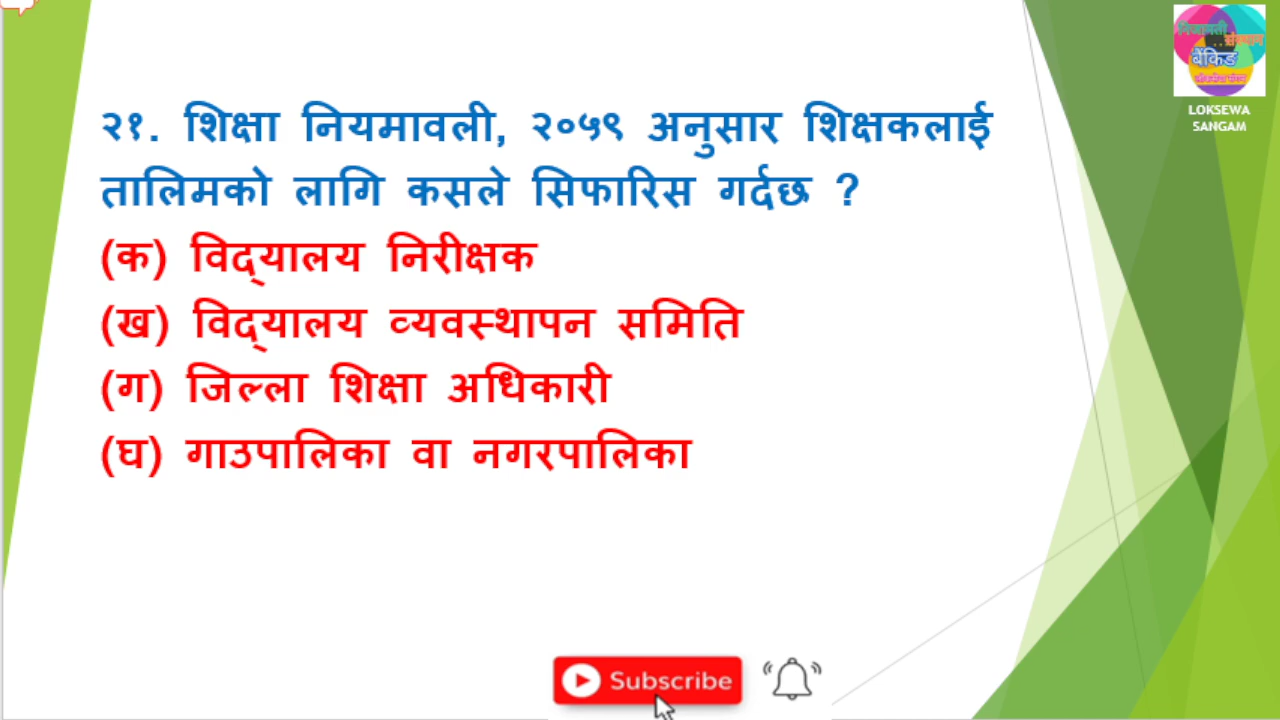 २१. शिक्षा नियमावली, २०५९ अनुसार शिक्षकलाई
तालिमको लागि कसले सिफारिस गर्दछ ?
(क) विद्यालय निरीक्षक
(ख) विद्यालय व्यवस्थापन समिति
(ग) जिल्ला शिक्षा अधिकारी
(घ) गाउपालिका वा नगरपालिका
बैंकिङ
LOKSEWA
SANGAM
Subscribe